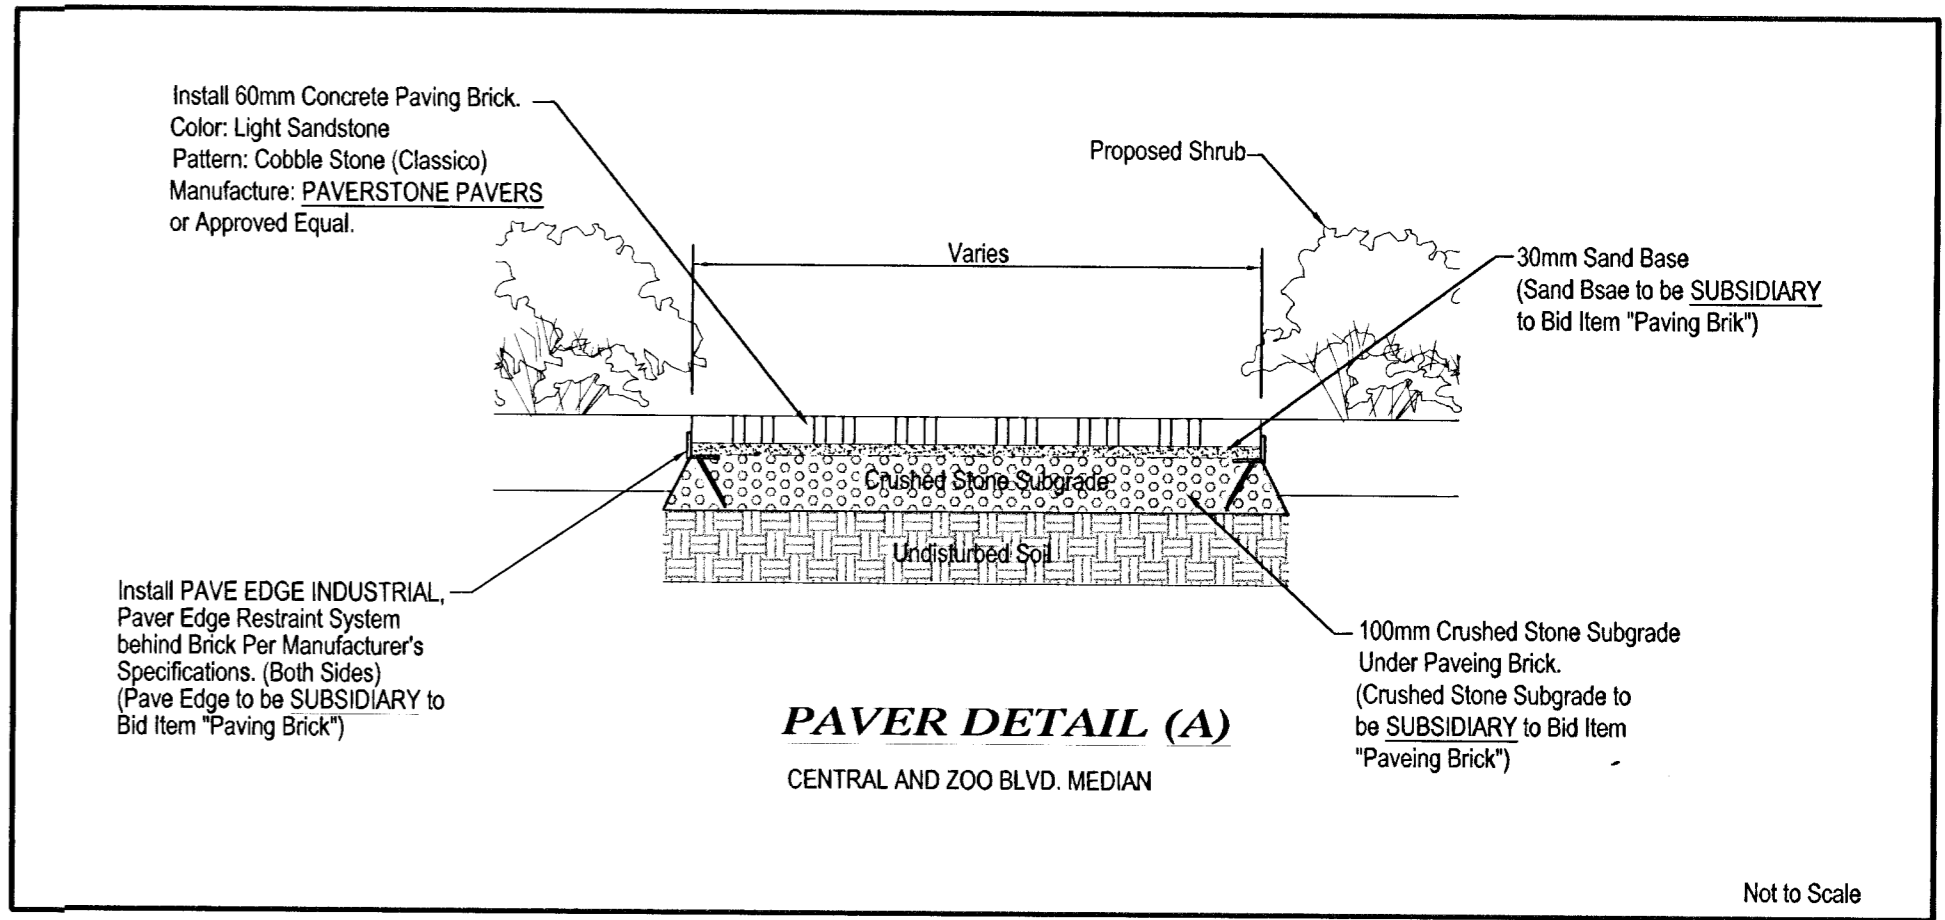 Install 60mm Concrete Paving Brick.
Color: Light Sandstone
Pattern: Cobble Stone (Classico)
Manufacture: PAVERSTONE PAVERS
or Approved Equal.
Proposed Shrub
Varies
30mm Sand Base
(Sand Bsae to be SUBSIDIARY
to Bid Item "Paving Brik")
Crushed Stone Subgrade
Undisturbed Soil
Install PAVE EDGE INDUSTRIAL,
Paver Edge Restraint System
behind Brick Per Manufacturer's
Specifications. (Both Sides)
(Pave Edge to be SUBSIDIARY to
Bid Item "Paving Brick")
100mm Crushed Stone Subgrade
Under Paveing Brick.
(Crushed Stone Subgrade to
be SUBSIDIARY to Bid Item
"Paveing Brick")
PAVER DETAIL (A)
CENTRAL AND ZOO BLVD. MEDIAN
Not to Scale